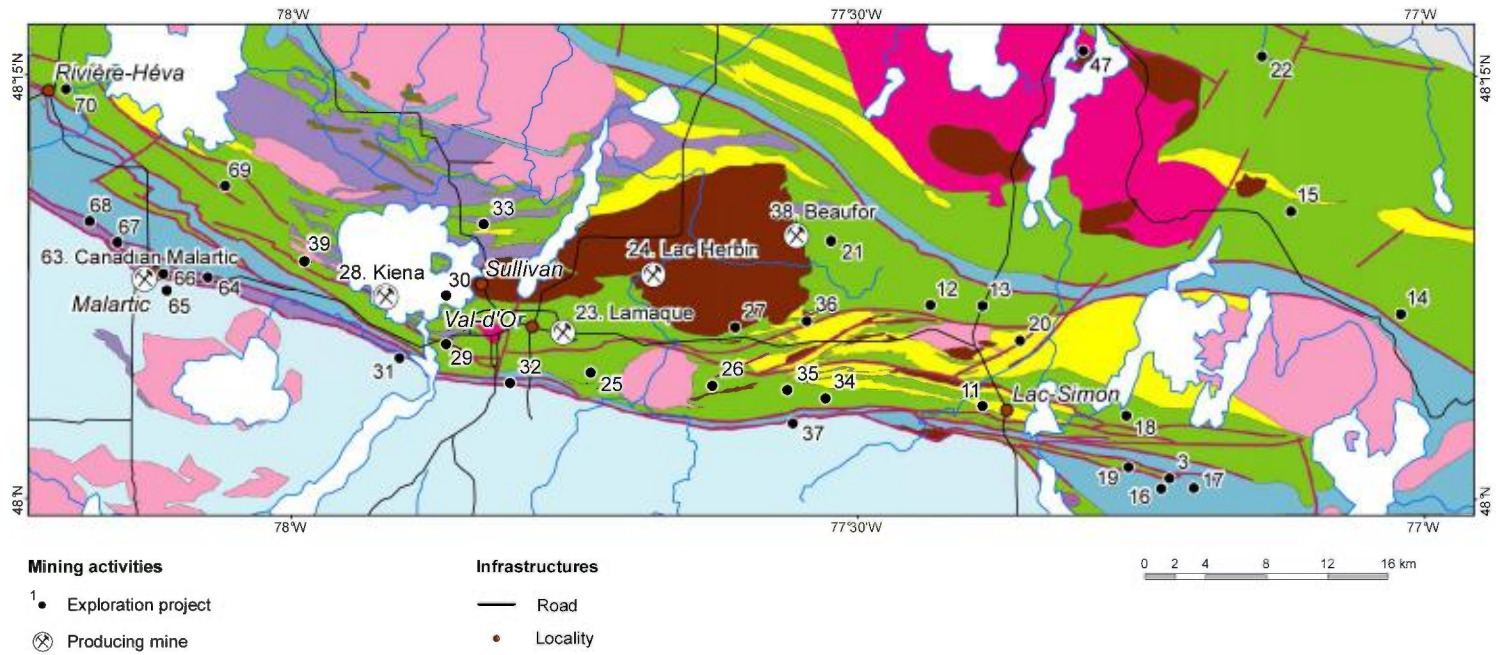 78°W
77°30'W
77°W
48°15'N
48°15'N
Rivière-Héva
70
47
22
69
15
68
67
33
38. Beaufor
21
63. Canadian-Malartic
39
24. Lac Herbin
66
64
28. Kiena
30
Sullivan
Malartic
65
12
13
14
Val-d'Or
23. Lamaque
27
36
20
31
29
32
25
26
35
34
11
Lac-Simon
18
37
19
3
16
17
48°N
48°N
78°W
77°30'W
77°W
Mining activities
1
Exploration project
Producing mine
Infrastructures
Road
Locality
0 2 4 8 12 16 km